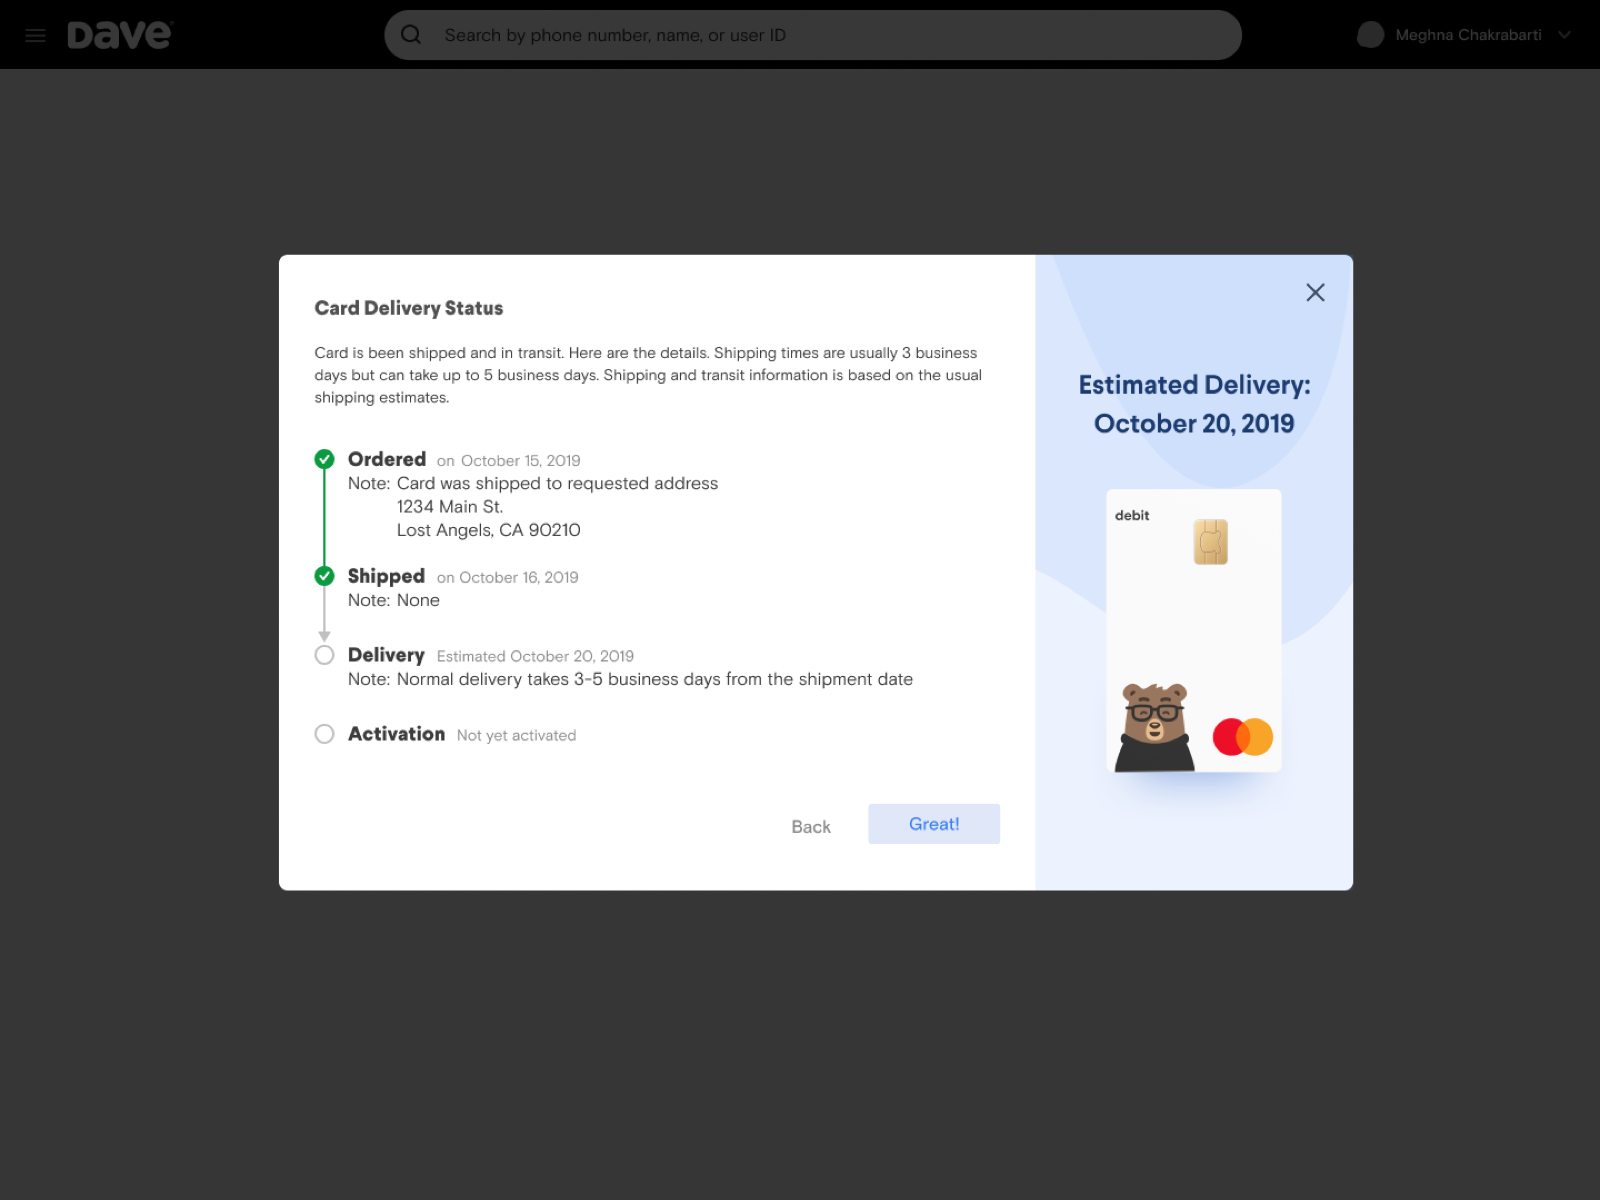 Dave
Search by phone number, name, or user ID
Meghna Chakrabarti
Card Delivery Status
Card is been shipped and in transit. Here are the details. Shipping times are usually 3 business
days but can take up to 5 business days. Shipping and transit information is based on the usual
shipping estimates.
Ordered on October 15, 2019
Note: Card was shipped to requested address
1234 Main St.
Lost Angels, CA 90210
Shipped on October 16, 2019
Note: None
Delivery Estimated October 20, 2019
Note: Normal delivery takes 3-5 business days from the shipment date
Activation Not yet activated
Back
Great!
Estimated Delivery:
October 20, 2019
debit